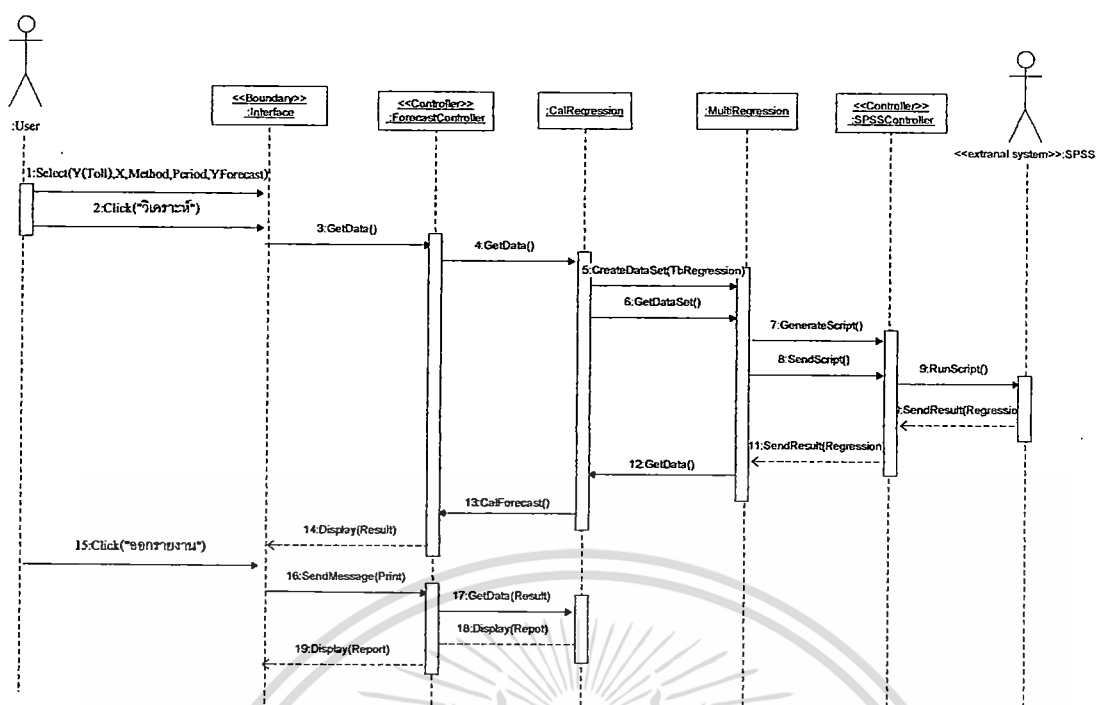 :User
<<Boundary>>
:Interface
<<Controller>>
:ForecastController
:CalRegression
:MultiRegression
<<Controller>>
:SPSSController
<<extranal system>>:SPSS
1:Select(Y(Toll),X,Method,Period,YForecast)
2:Click("วิเคราะห์")
3:GetData()
4:GetData()
5:CreateDataSet(TbRegression)
6:GetDataSet()
7:GenerateScript()
8:SendScript()
9:RunScript()
:SendResult(Regressio
11:SendResult(Regression
12:GetData()
13:CalForecast()
14:Display(Result)
15:Click("ออกรายงาน")
16:SendMessage(Print)
17:GetData(Result)
18:Display(Repot)
19:Display(Report)